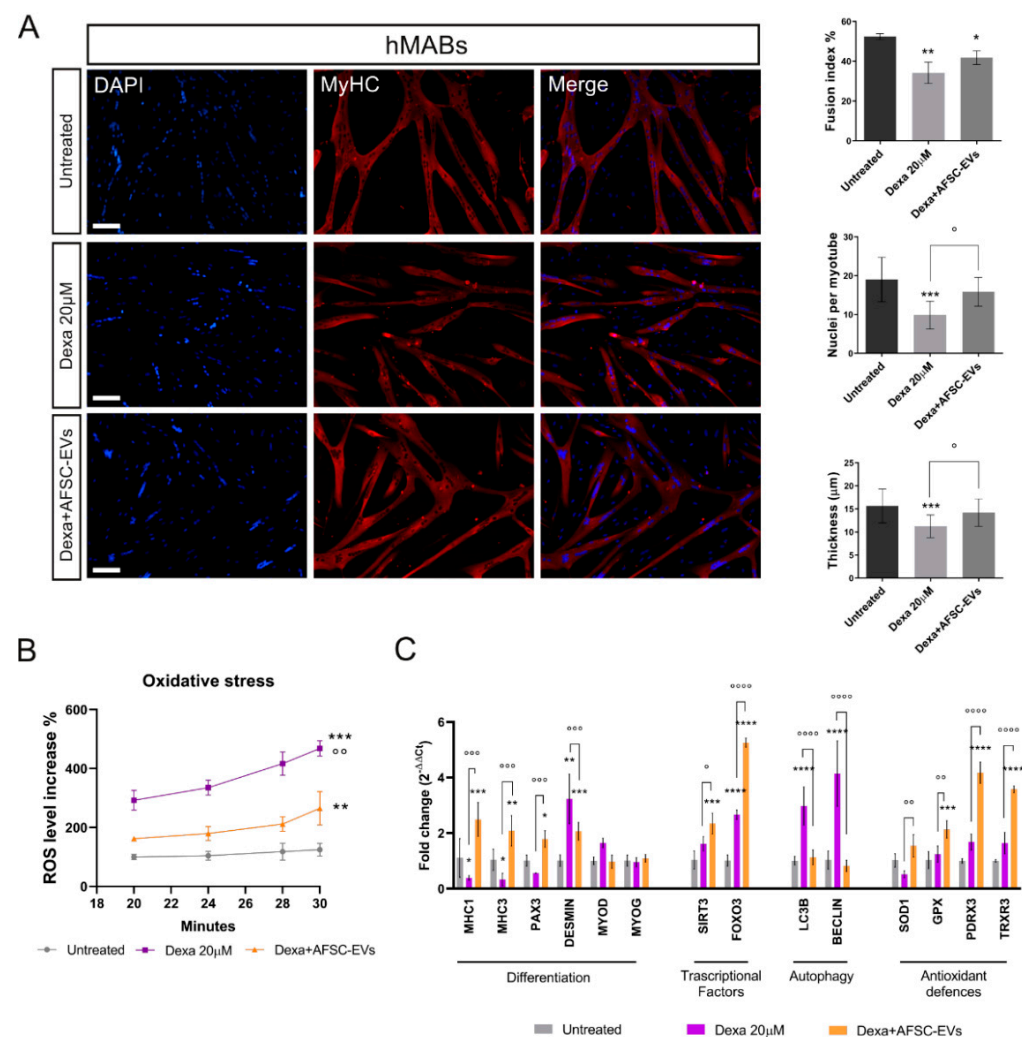 A
hMABs
DAPI
MyHC
Merge
Untreated
Dexa 20µM
Dexa+AFSC-EVs
Fusion index %
60
40
20
0
**
*
Untreated
Dexa 20µM
Dexa+AFSC-EVs
Nuclei per myotube
30
20
10
0
***
°
Untreated
Dexa 20µM
Dexa+AFSC-EVs
Thickness (µm)
25
20
15
10
5
0
***
°
Untreated
Dexa 20µM
Dexa+AFSC-EVs
B
Oxidative stress
ROS level increase %
600
400
200
0
18 20 22 24 26 28 30
Minutes
***
°°
**
Untreated Dexa 20µM Dexa+AFSC-EVs
C
Fold change (2-ΔΔCt)
6
4
2
0
°°° °°° °°° °°° ° °°°° °°°° °°°° °° °° °°°° °°°°
* *** * ** * ** *** *** **** **** **** **** *** **** ****
MHC1
MHC3
PAX3
DESMIN
MYOD
MYOG
SIRT3
FOXO3
LC3B
BECLIN
SOD1
GPX
PDRX3
TRXR3
Differentiation
Trascriptional
Factors
Autophagy
Antioxidant
defences
Untreated Dexa 20µM Dexa+AFSC-EVs